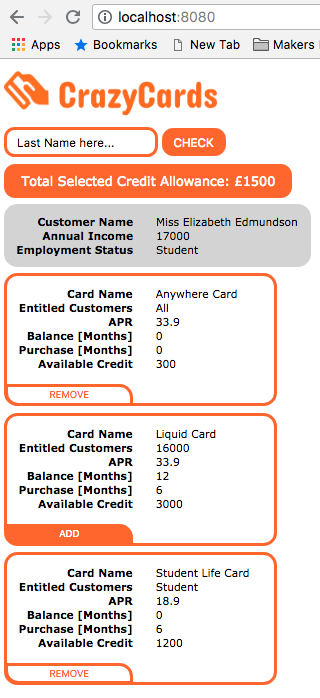 localhost:8080
Apps Bookmarks New Tab Makers
CrazyCards
Last Name here... CHECK
Total Selected Credit Allowance: £1500
Customer Name Miss Elizabeth Edmundson
Annual Income 17000
Employment Status Student
Card Name Anywhere Card
Entitled Customers All
APR 33.9
Balance [Months] 0
Purchase [Months] 0
Available Credit 300
REMOVE
Card Name Liquid Card
Entitled Customers 16000
APR 33.9
Balance [Months] 12
Purchase [Months] 6
Available Credit 3000
ADD
Card Name Student Life Card
Entitled Customers Student
APR 18.9
Balance [Months] 0
Purchase [Months] 6
Available Credit 1200
REMOVE